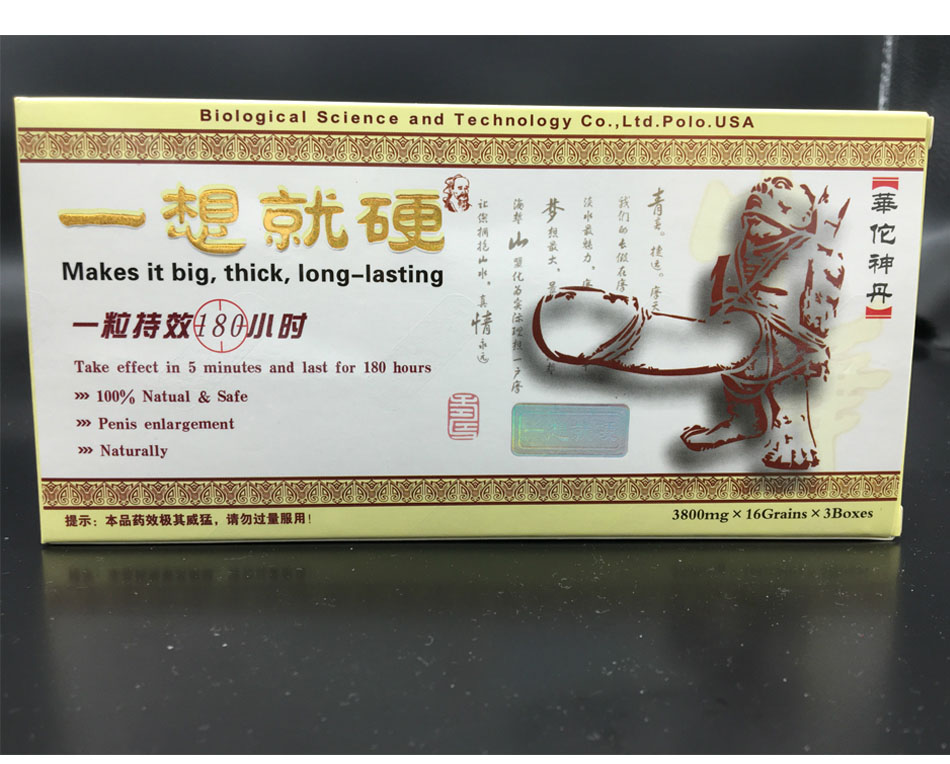 Biological Science and Technology Co.,Ltd.Polo.USA
一想就硬
Makes it big, thick, long-lasting
一粒持效180小时
Take effect in 5 minutes and last for 180 hours
››› 100% Natual & Safe
››› Penis enlargement
››› Naturally
【華佗神丹】
提示：本品药效极其威猛，请勿过量服用！
3800mg×16Grains×3Boxes